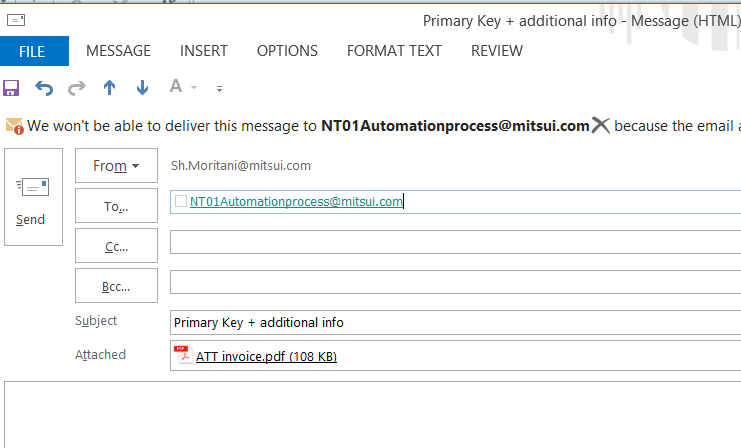 Primary Key + additional info - Message (HTML)
FILE MESSAGE INSERT OPTIONS FORMAT TEXT REVIEW
A
We won't be able to deliver this message to NT01Automationprocess@mitsui.com because the email
From Sh.Moritani@mitsui.com
To... NT01Automationprocess@mitsui.com
Send
Cc...
Bcc...
Subject Primary Key + additional info
Attached PDF ATT invoice.pdf (108 KB)